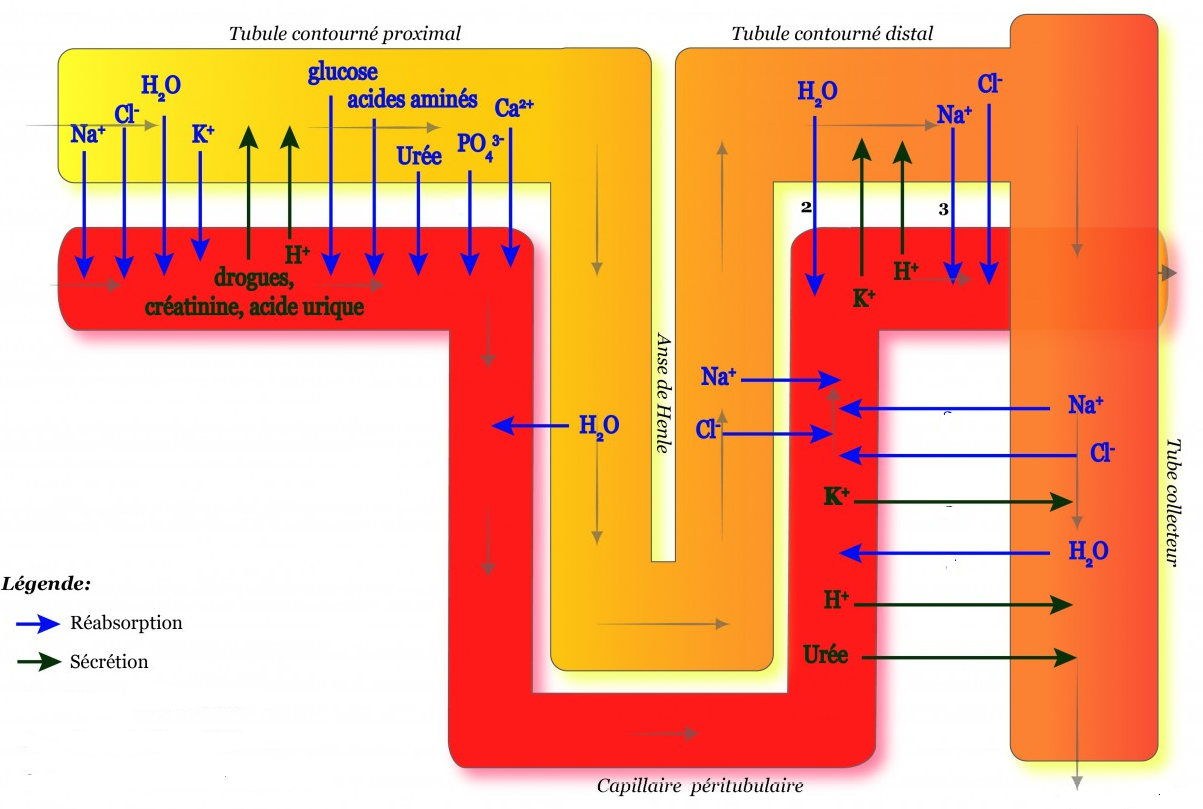 Tubule contourné proximal
Tubule contourné distal
Na⁺
Cl⁻
H₂O
K⁺
glucose
acides aminés
Urée
PO₄³⁻
Ca²⁺
H⁺
drogues,
créatinine, acide urique
H₂O
Na⁺
Cl⁻
2
3
K⁺
H⁺
Anse de Henle
H₂O
Na⁺
Cl⁻
Na⁺
Cl⁻
K⁺
H₂O
H⁺
Urée
Tube collecteur
Légende:
Réabsorption
Sécrétion
Capillaire péritubulaire